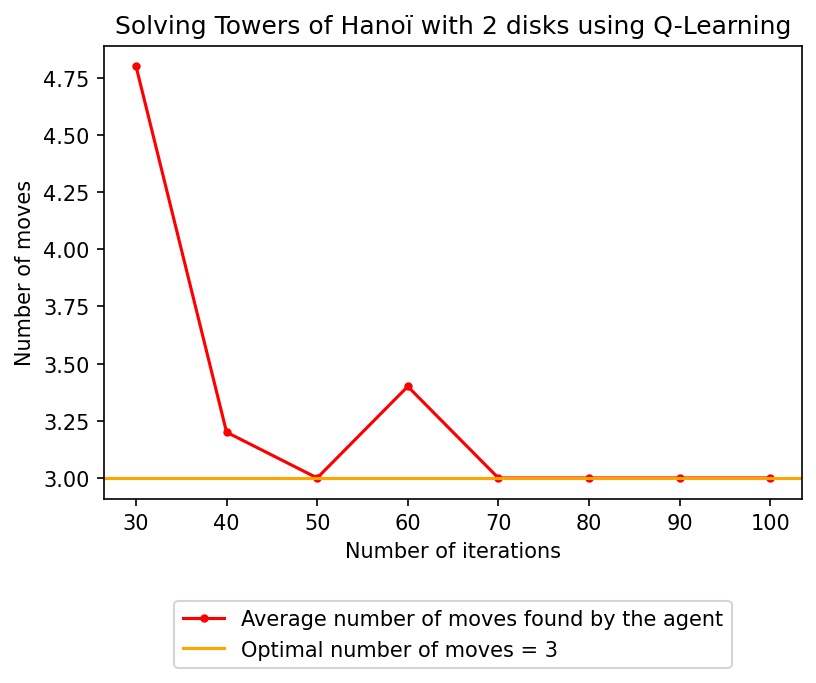 Solving Towers of Hanoï with 2 disks using Q-Learning
4.75
4.50
4.25
4.00
3.75
3.50
3.25
3.00
Number of moves
30 40 50 60 70 80 90 100
Number of iterations
Average number of moves found by the agent
Optimal number of moves = 3